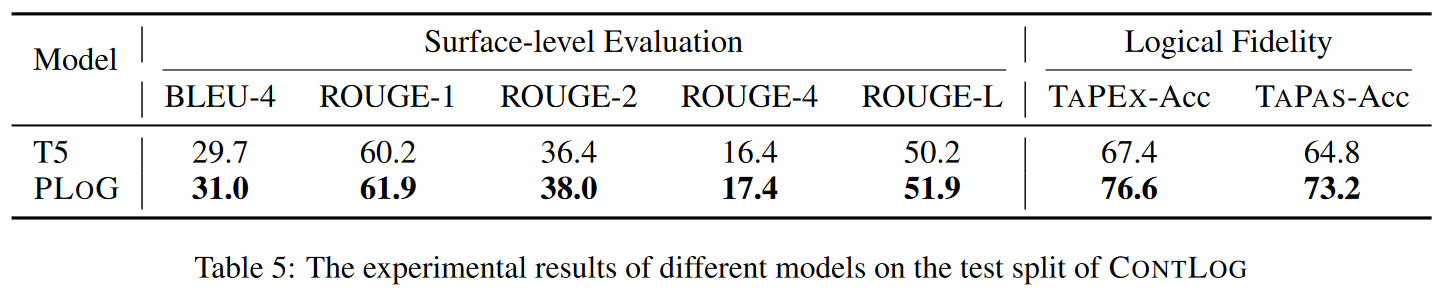 Model Surface-level Evaluation Logical Fidelity
BLEU-4 ROUGE-1 ROUGE-2 ROUGE-4 ROUGE-L TAPEX-Acc TAPAS-Acc
T5 29.7 60.2 36.4 16.4 50.2 67.4 64.8
PLOG 31.0 61.9 38.0 17.4 51.9 76.6 73.2
Table 5: The experimental results of different models on the test split of CONTLOG